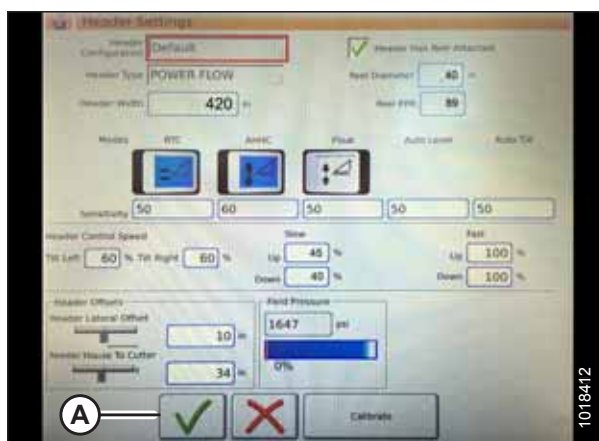 Header Settings
Header Configuration Default
Header Has Reel Attached
Header Type POWER FLOW
Reel Diameter 40 in
Header Width 420 in
Reel PPR 89
Modes RTC AHHC Float Auto Level Auto Tilt
Sensitivity 50 60 50 50 50
Header Control Speed Slow Fast
Tilt Left 60 % Tilt Right 60 % Up 45 % Up 100 %
Down 40 % Down 100 %
Header Offsets Field Pressure
Header Lateral Offset 1647 psi
10 in
Feeder House To Cutter 0%
34 in
A Calibrate
1018412